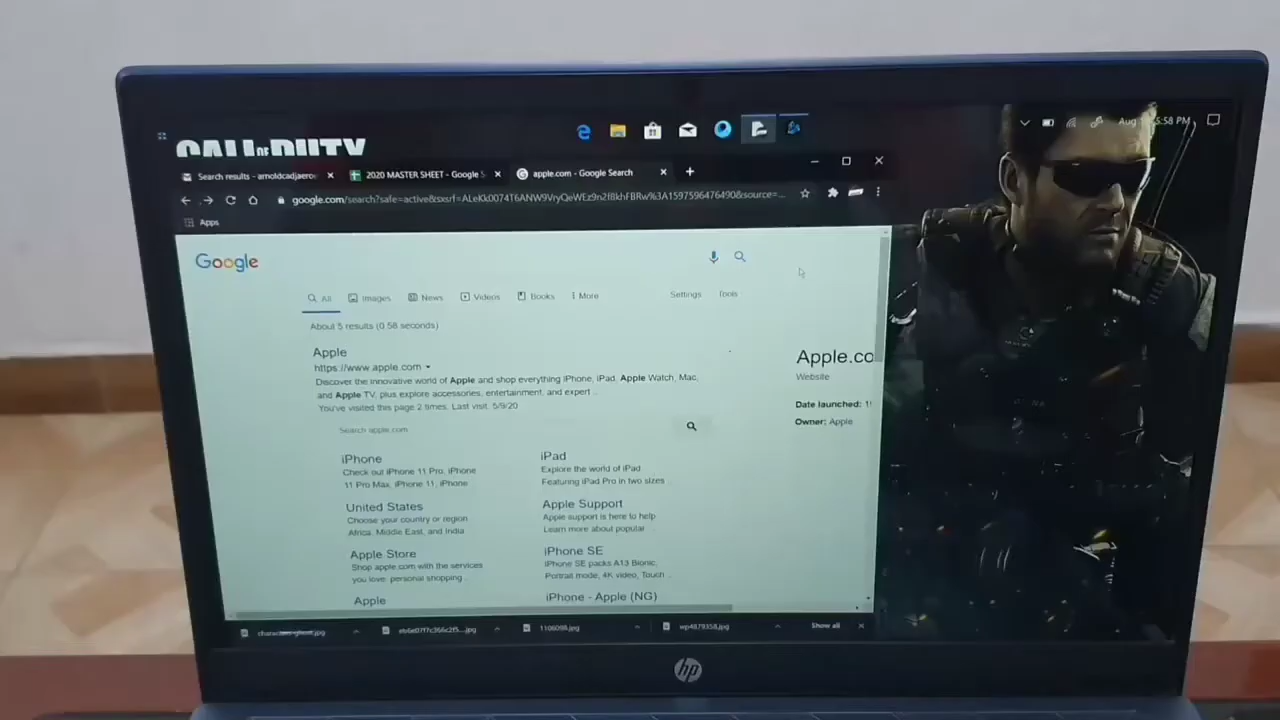 CALL OF DUTY
Aug
5:58 PM
Search results - arnoldcadjaero
2020 MASTER SHEET - Google S
apple.com - Google Search
google.com/search?safe=active&sxsrf=ALeKk0074T6ANW9VryQeWEz9n2f8khFBRw%3A1597596476490&source=...
Apps
Google
All
Images
News
Videos
Books
More
Settings
Tools
About 5 results (0.58 seconds)
Apple
https://www.apple.com
Discover the innovative world of Apple and shop everything iPhone, iPad, Apple Watch, Mac,
and Apple TV, plus explore accessories, entertainment, and expert ...
You've visited this page 2 times. Last visit: 5/9/20
Search apple.com
iPhone
Check out iPhone 11 Pro, iPhone
11 Pro Max, iPhone 11, iPhone
iPad
Explore the world of iPad
Featuring iPad Pro in two sizes ...
United States
Choose your country or region
Africa, Middle East, and India
Apple Support
Apple support is here to help
Learn more about popular ...
Apple Store
Shop apple.com with the services
you love: personal shopping ...
iPhone SE
iPhone SE packs A13 Bionic,
Portrait mode, 4K video, Touch ...
Apple
iPhone - Apple (NG)
Apple.co
Website
Date launched: 1
Owner: Apple
1106098.jpg
wp4879358.jpg
Show all
hp